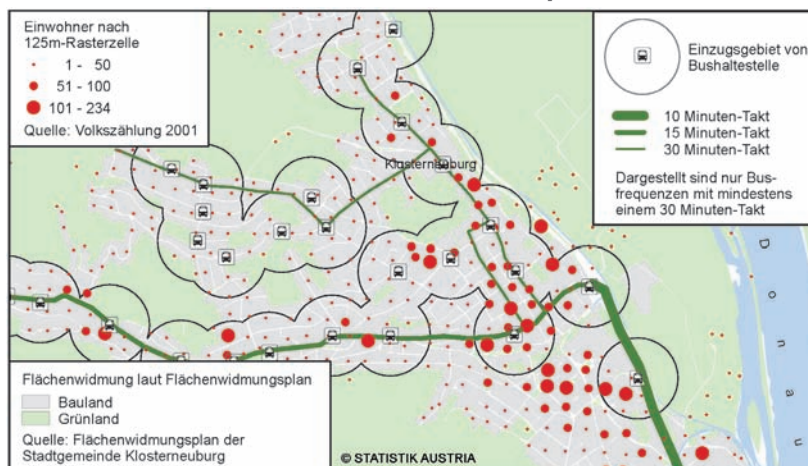 Einwohner nach
125m-Rasterzelle
1 - 50
51 - 100
101 - 234
Quelle: Volkszählung 2001
Einzugsgebiet von
Bushaltestelle
10 Minuten-Takt
15 Minuten-Takt
30 Minuten-Takt
Dargestellt sind nur Bus-
frequenzen mit mindestens
einem 30 Minuten-Takt
Klosterneuburg
Donau
Flächenwidmung laut Flächenwidmungsplan
Bauland
Grünland
Quelle: Flächenwidmungsplan der
Stadtgemeinde Klosterneuburg
© STATISTIK AUSTRIA